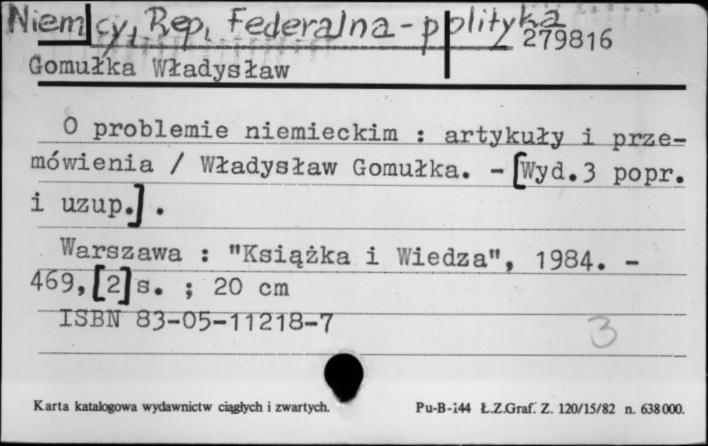 Niemcy, Rep. Federalna - polityka
279816
Gomułka Władysław
O problemie niemieckim : artykuły i prze-
mówienia / Władysław Gomułka. - [Wyd.3 popr.
i uzup.] .
Warszawa : "Książka i Wiedza", 1984. -
469,[2]s. ; 20 cm
ISBN 83-05-11218-7
3
Karta katalogowa wydawnictw ciągłych i zwartych. Pu-B-144 Ł.Z.Graf. Z. 120/15/82 n. 638000.